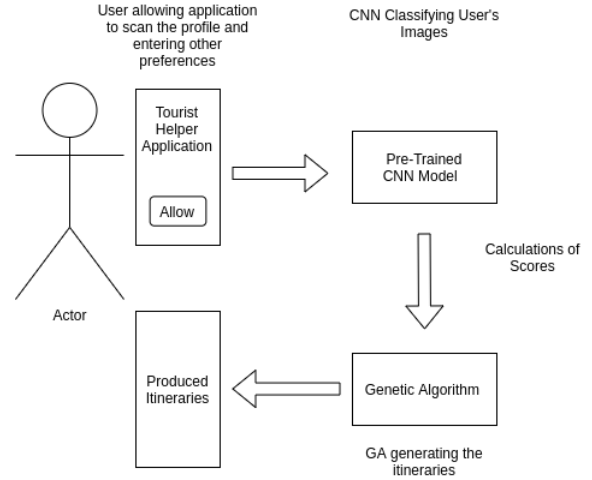 User allowing application
to scan the profile and
entering other
preferences
CNN Classifying User's
Images
Tourist
Helper
Application
Allow
Pre-Trained
CNN Model
Calculations of
Scores
Actor
Produced
Itineraries
Genetic Algorithm
GA generating the
itineraries